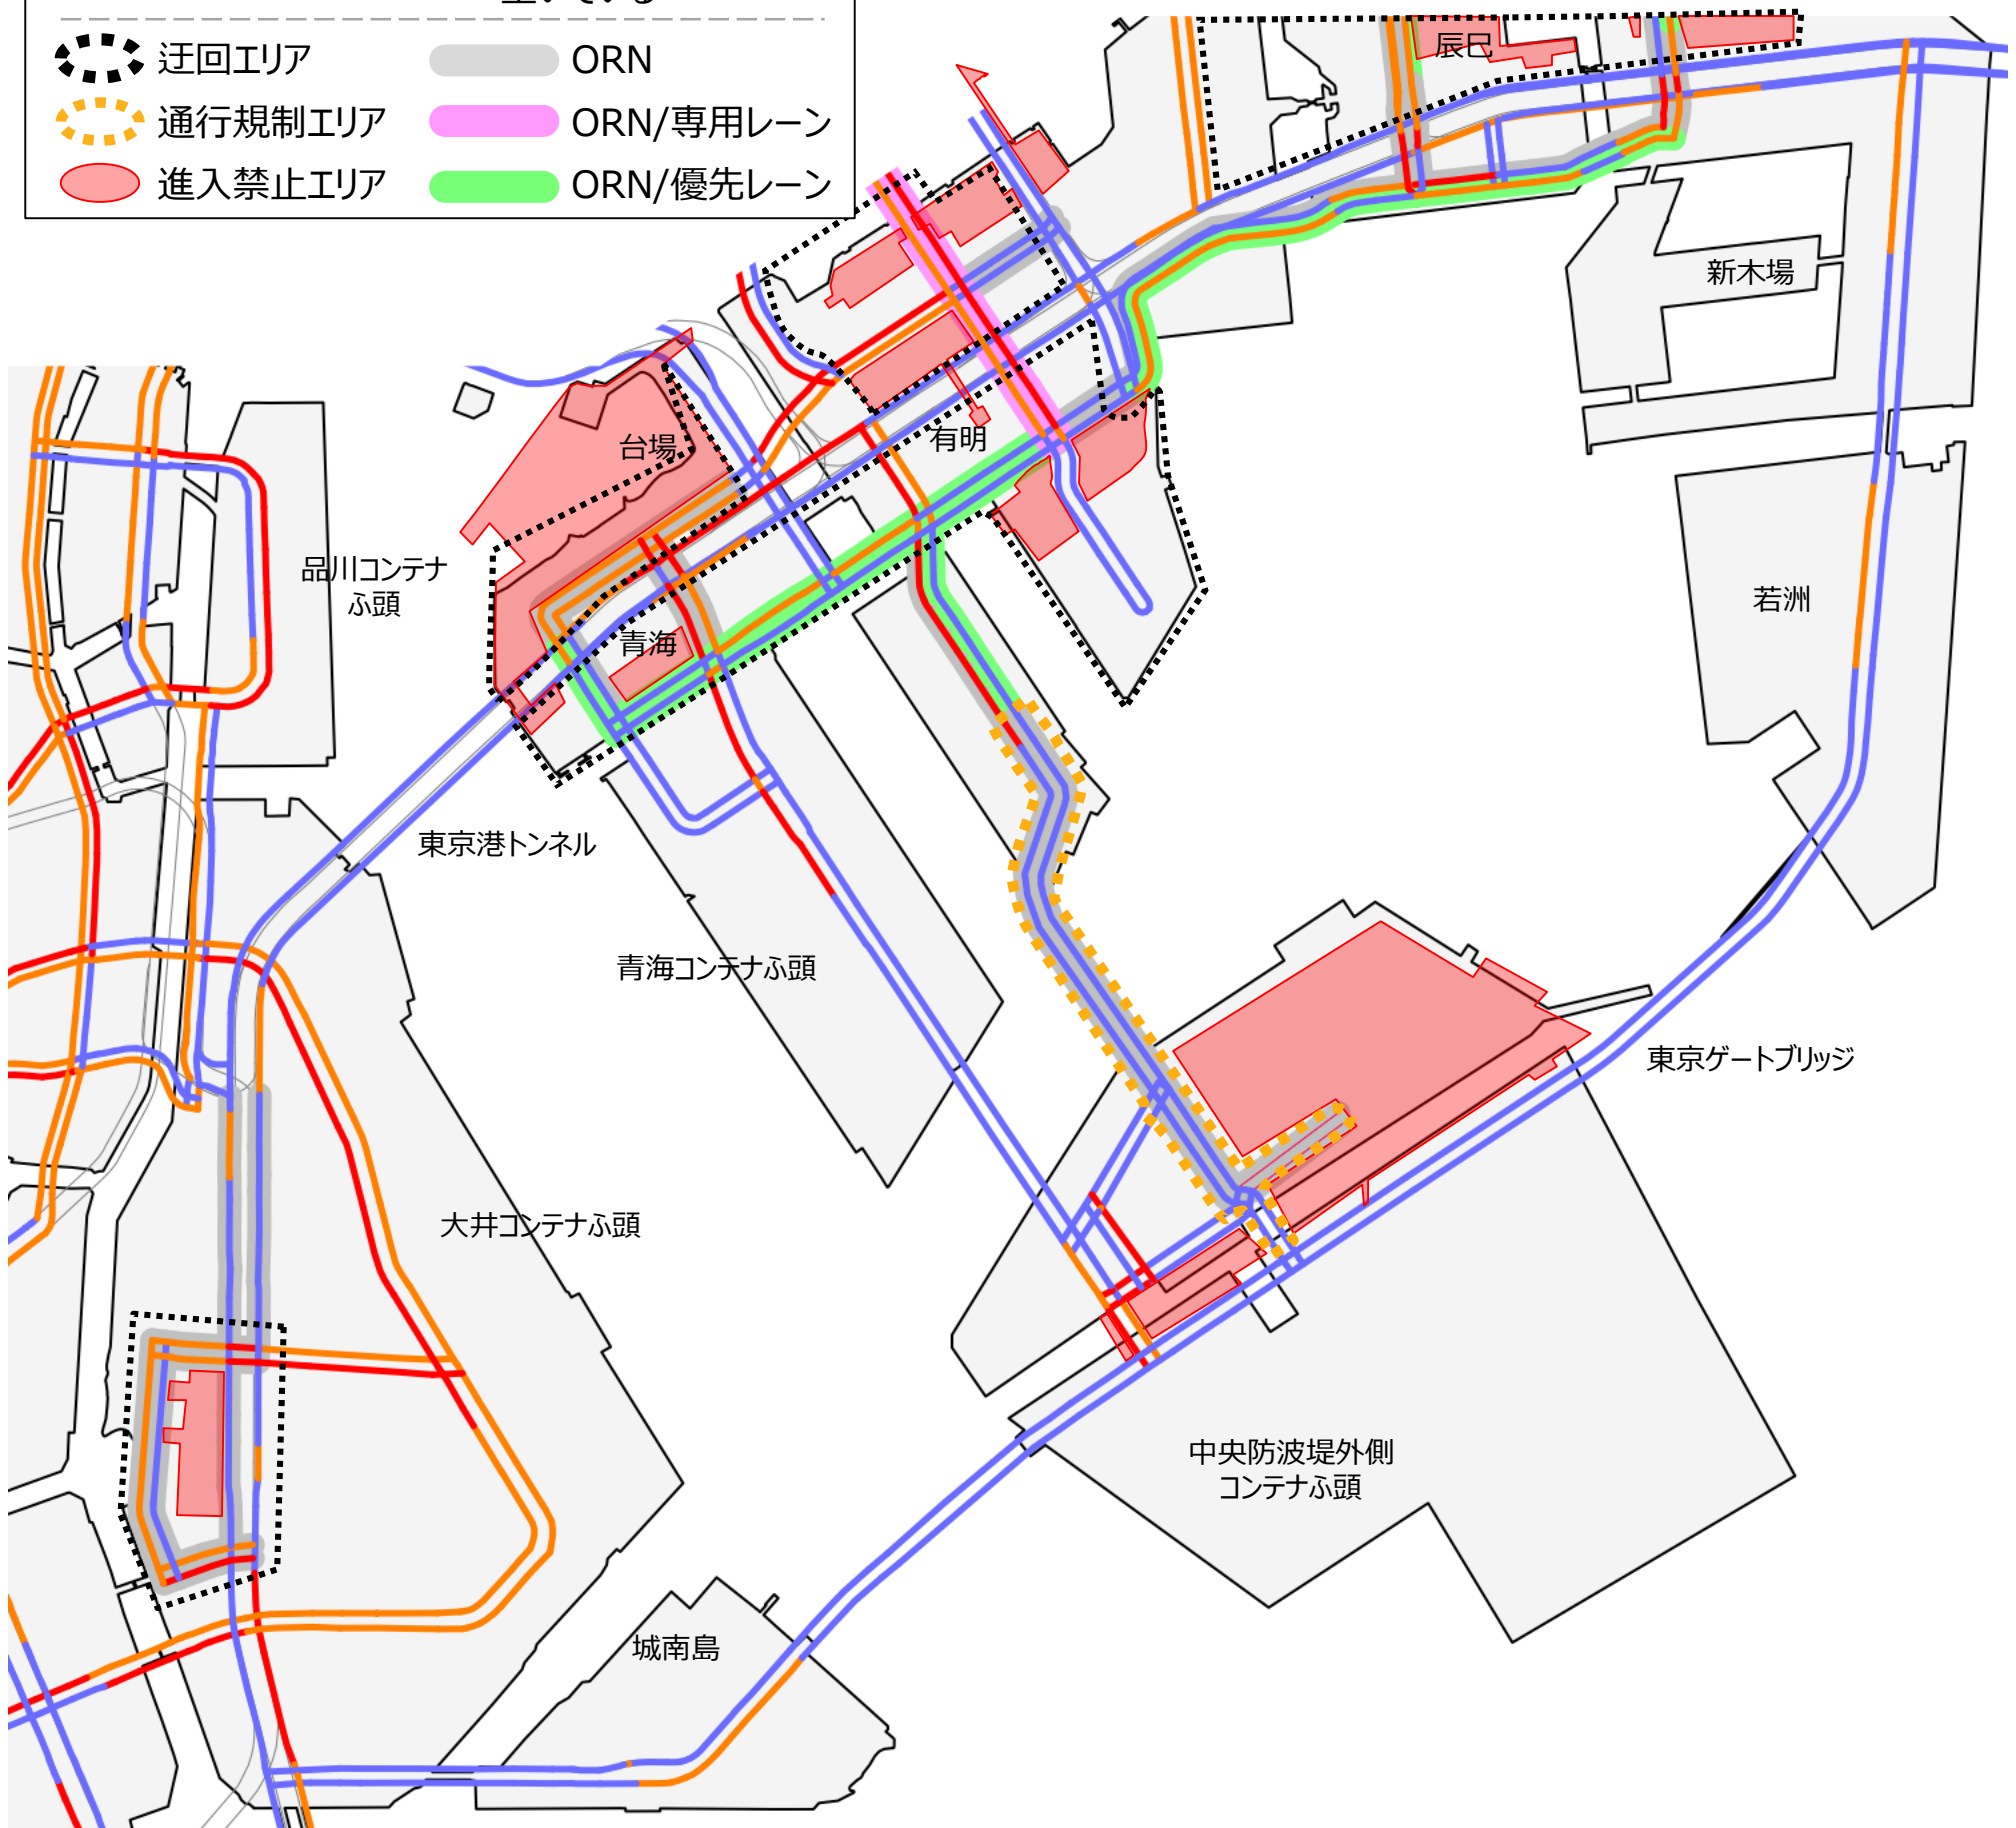 空いている
迂回エリア
ORN
通行規制エリア
ORN/専用レーン
進入禁止エリア
ORN/優先レーン
辰巳
新木場
台場
有明
品川コンテナ
ふ頭
青海
若洲
東京港トンネル
青海コンテナふ頭
東京ゲートブリッジ
大井コンテナふ頭
中央防波堤外側
コンテナふ頭
城南島